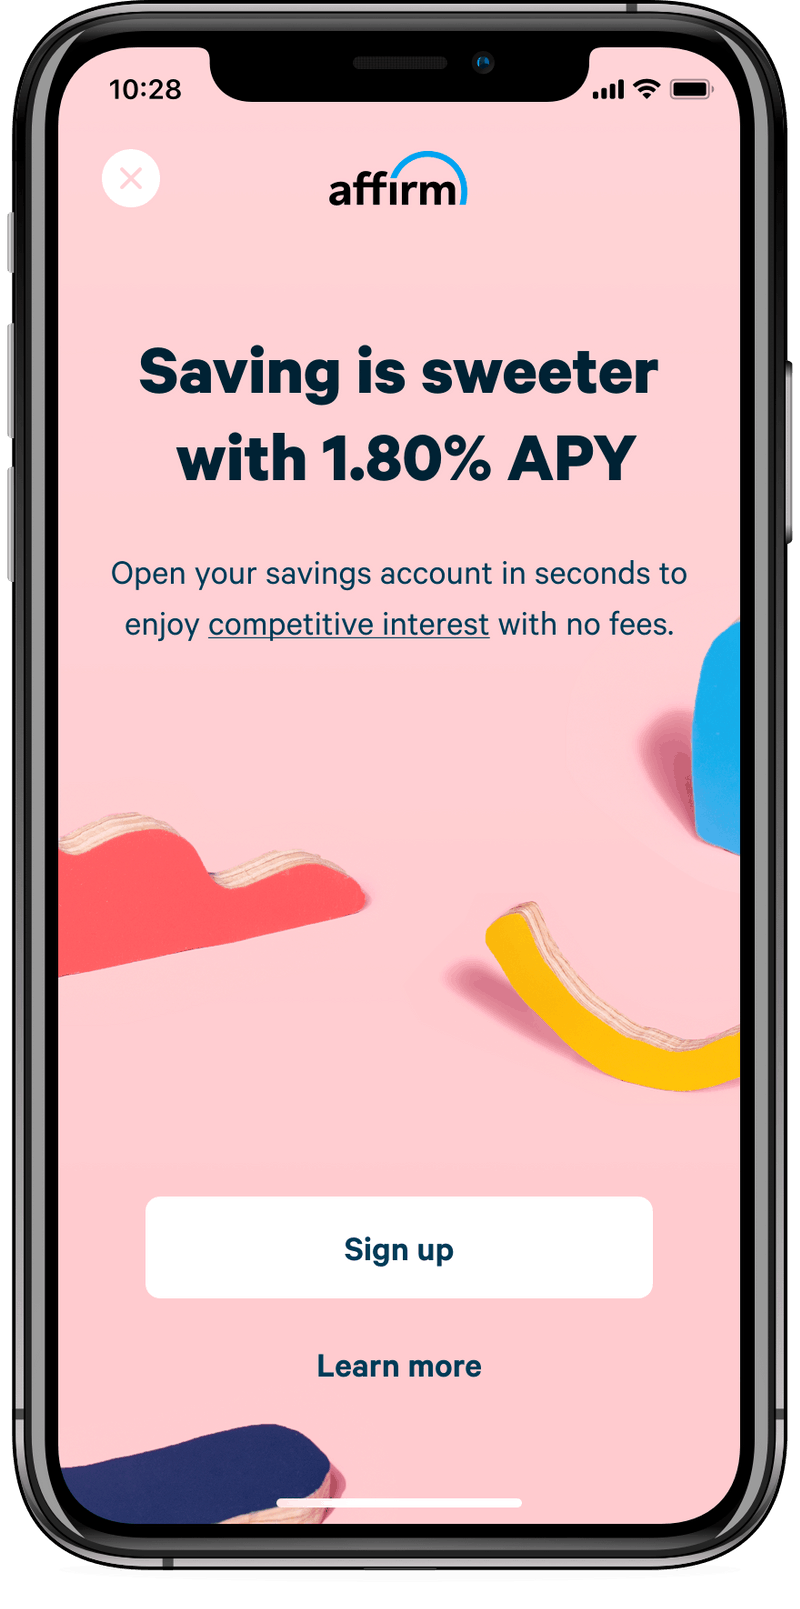 10:28
affirm
Saving is sweeter
with 1.80% APY
Open your savings account in seconds to
enjoy competitive interest with no fees.
Sign up
Learn more